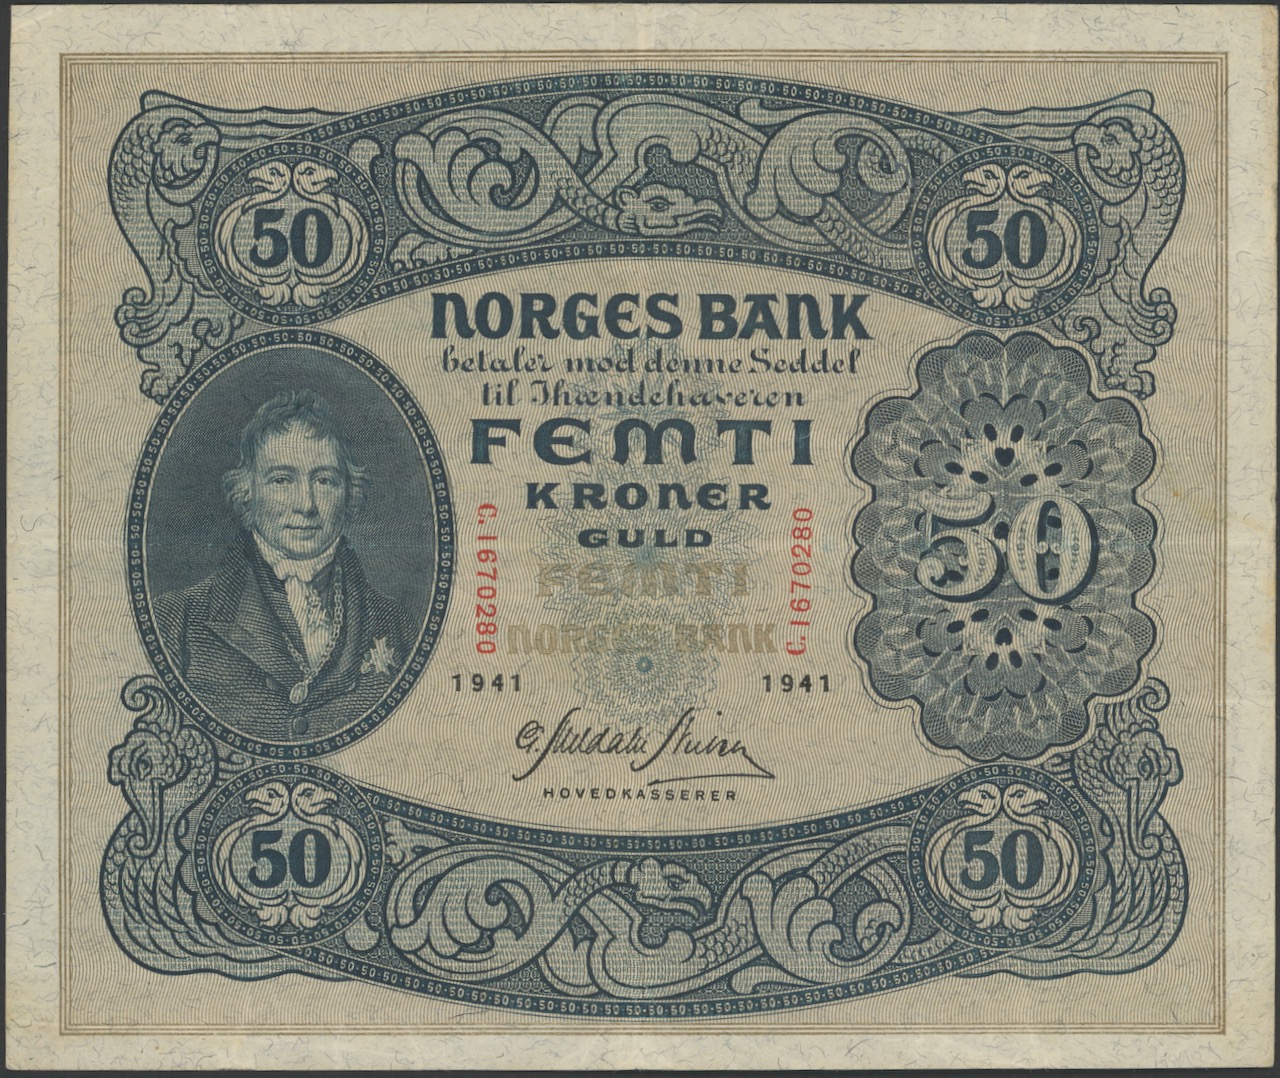 50 50
NORGES BANK
betaler mod denne Seddel
til Ihændehaveren
FEMTI
KRONER
GULD
FEMTI
NORGES BANK
C.1670280 C.1670280
50
1941 1941
HOVEDKASSERER
50 50